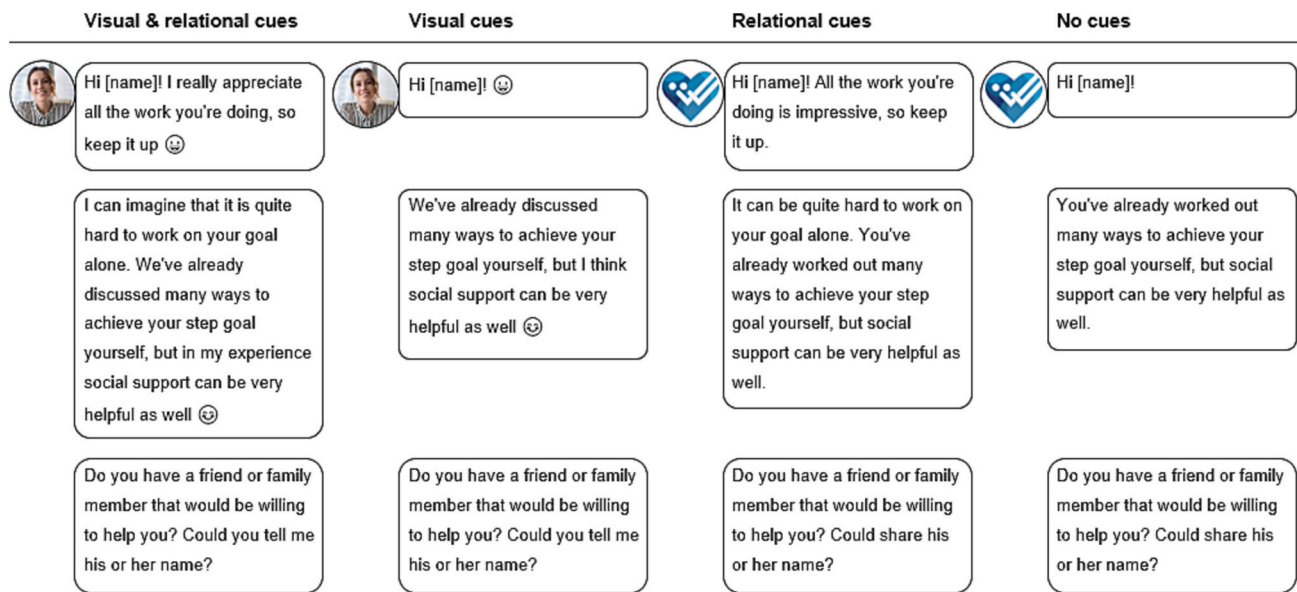 Visual & relational cues
Visual cues
Relational cues
No cues
Hi [name]! I really appreciate
all the work you're doing, so
keep it up 😀
Hi [name]! 😀
Hi [name]! All the work you're
doing is impressive, so keep
it up.
Hi [name]!
I can imagine that it is quite
hard to work on your goal
alone. We've already
discussed many ways to
achieve your step goal
yourself, but in my experience
social support can be very
helpful as well 😊
We've already discussed
many ways to achieve your
step goal yourself, but I think
social support can be very
helpful as well 😊
It can be quite hard to work on
your goal alone. You've
already worked out many
ways to achieve your step
goal yourself, but social
support can be very helpful as
well.
You've already worked out
many ways to achieve your
step goal yourself, but social
support can be very helpful as
well.
Do you have a friend or family
member that would be willing
to help you? Could you tell me
his or her name?
Do you have a friend or family
member that would be willing
to help you? Could you tell me
his or her name?
Do you have a friend or family
member that would be willing
to help you? Could share his
or her name?
Do you have a friend or family
member that would be willing
to help you? Could share his
or her name?